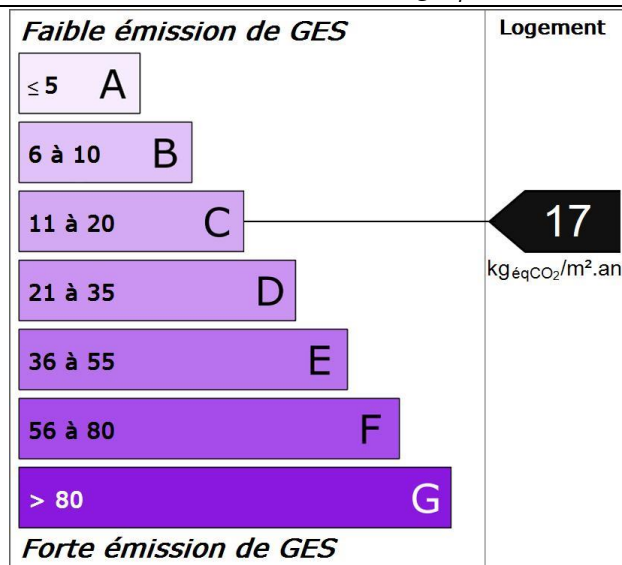 Faible émission de GES
Logement
≤ 5 A
6 à 10 B
11 à 20 C
17
kgéqCO₂/m².an
21 à 35 D
36 à 55 E
56 à 80 F
> 80 G
Forte émission de GES